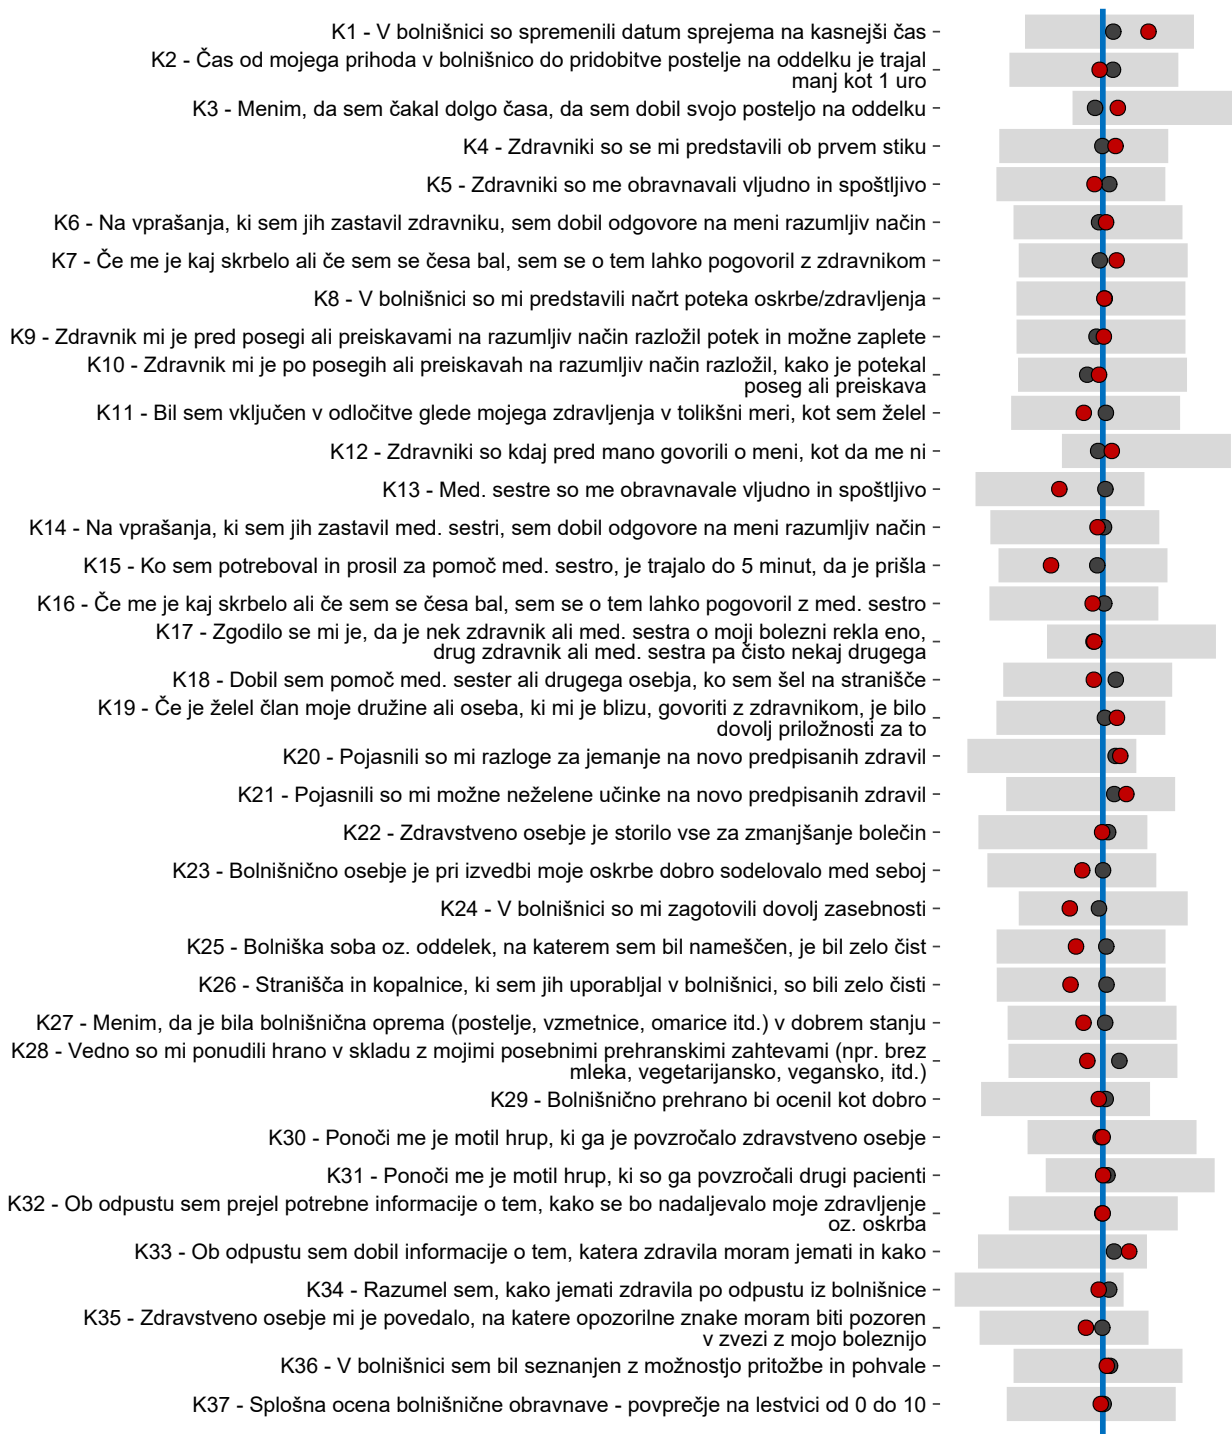 K1 - V bolnišnici so spremenili datum sprejema na kasnejši čas
K2 - Čas od mojega prihoda v bolnišnico do pridobitve postelje na oddelku je trajal
manj kot 1 uro
K3 - Menim, da sem čakal dolgo časa, da sem dobil svojo posteljo na oddelku
K4 - Zdravniki so se mi predstavili ob prvem stiku
K5 - Zdravniki so me obravnavali vljudno in spoštljivo
K6 - Na vprašanja, ki sem jih zastavil zdravniku, sem dobil odgovore na meni razumljiv način
K7 - Če me je kaj skrbelo ali če sem se česa bal, sem se o tem lahko pogovoril z zdravnikom
K8 - V bolnišnici so mi predstavili načrt poteka oskrbe/zdravljenja
K9 - Zdravnik mi je pred posegi ali preiskavami na razumljiv način razložil potek in možne zaplete
K10 - Zdravnik mi je po posegih ali preiskavah na razumljiv način razložil, kako je potekal
poseg ali preiskava
K11 - Bil sem vključen v odločitve glede mojega zdravljenja v tolikšni meri, kot sem želel
K12 - Zdravniki so kdaj pred mano govorili o meni, kot da me ni
K13 - Med. sestre so me obravnavale vljudno in spoštljivo
K14 - Na vprašanja, ki sem jih zastavil med. sestri, sem dobil odgovore na meni razumljiv način
K15 - Ko sem potreboval in prosil za pomoč med. sestro, je trajalo do 5 minut, da je prišla
K16 - Če me je kaj skrbelo ali če sem se česa bal, sem se o tem lahko pogovoril z med. sestro
K17 - Zgodilo se mi je, da je nek zdravnik ali med. sestra o moji bolezni rekla eno,
drug zdravnik ali med. sestra pa čisto nekaj drugega
K18 - Dobil sem pomoč med. sester ali drugega osebja, ko sem šel na stranišče
K19 - Če je želel član moje družine ali oseba, ki mi je blizu, govoriti z zdravnikom, je bilo
dovolj priložnosti za to
K20 - Pojasnili so mi razloge za jemanje na novo predpisanih zdravil
K21 - Pojasnili so mi možne neželene učinke na novo predpisanih zdravil
K22 - Zdravstveno osebje je storilo vse za zmanjšanje bolečin
K23 - Bolnišnično osebje je pri izvedbi moje oskrbe dobro sodelovalo med seboj
K24 - V bolnišnici so mi zagotovili dovolj zasebnosti
K25 - Bolniška soba oz. oddelek, na katerem sem bil nameščen, je bil zelo čist
K26 - Stranišča in kopalnice, ki sem jih uporabljal v bolnišnici, so bili zelo čisti
K27 - Menim, da je bila bolnišnična oprema (postelje, vzmetnice, omarice itd.) v dobrem stanju
K28 - Vedno so mi ponudili hrano v skladu z mojimi posebnimi prehranskimi zahtevami (npr. brez
mleka, vegetarijansko, vegansko, itd.)
K29 - Bolnišnično prehrano bi ocenil kot dobro
K30 - Ponoči me je motil hrup, ki ga je povzročalo zdravstveno osebje
K31 - Ponoči me je motil hrup, ki so ga povzročali drugi pacienti
K32 - Ob odpustu sem prejel potrebne informacije o tem, kako se bo nadaljevalo moje zdravljenje
oz. oskrba
K33 - Ob odpustu sem dobil informacije o tem, katera zdravila moram jemati in kako
K34 - Razumel sem, kako jemati zdravila po odpustu iz bolnišnice
K35 - Zdravstveno osebje mi je povedalo, na katere opozorilne znake moram biti pozoren
v zvezi z mojo boleznijo
K36 - V bolnišnici sem bil seznanjen z možnostjo pritožbe in pohvale
K37 - Splošna ocena bolnišnične obravnave - povprečje na lestvici od 0 do 10